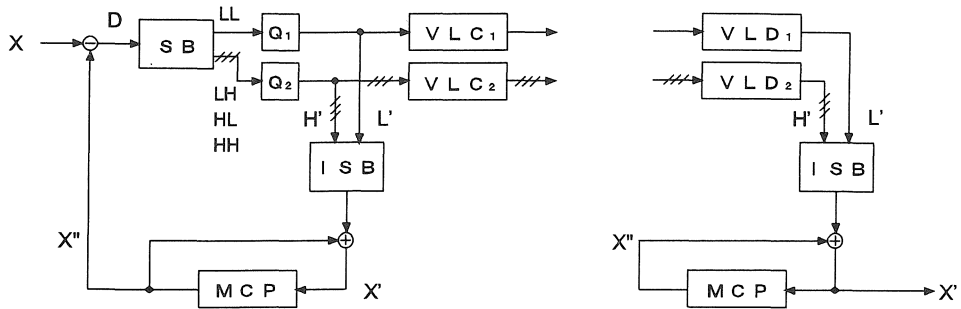 D
LL
X
S B
Q₁
V L C₁
V L D₁
Q₂
V L C₂
V L D₂
LH
HL
HH
H'
L'
H'
L'
I S B
I S B
X"
X"
M C P
X'
M C P
X'